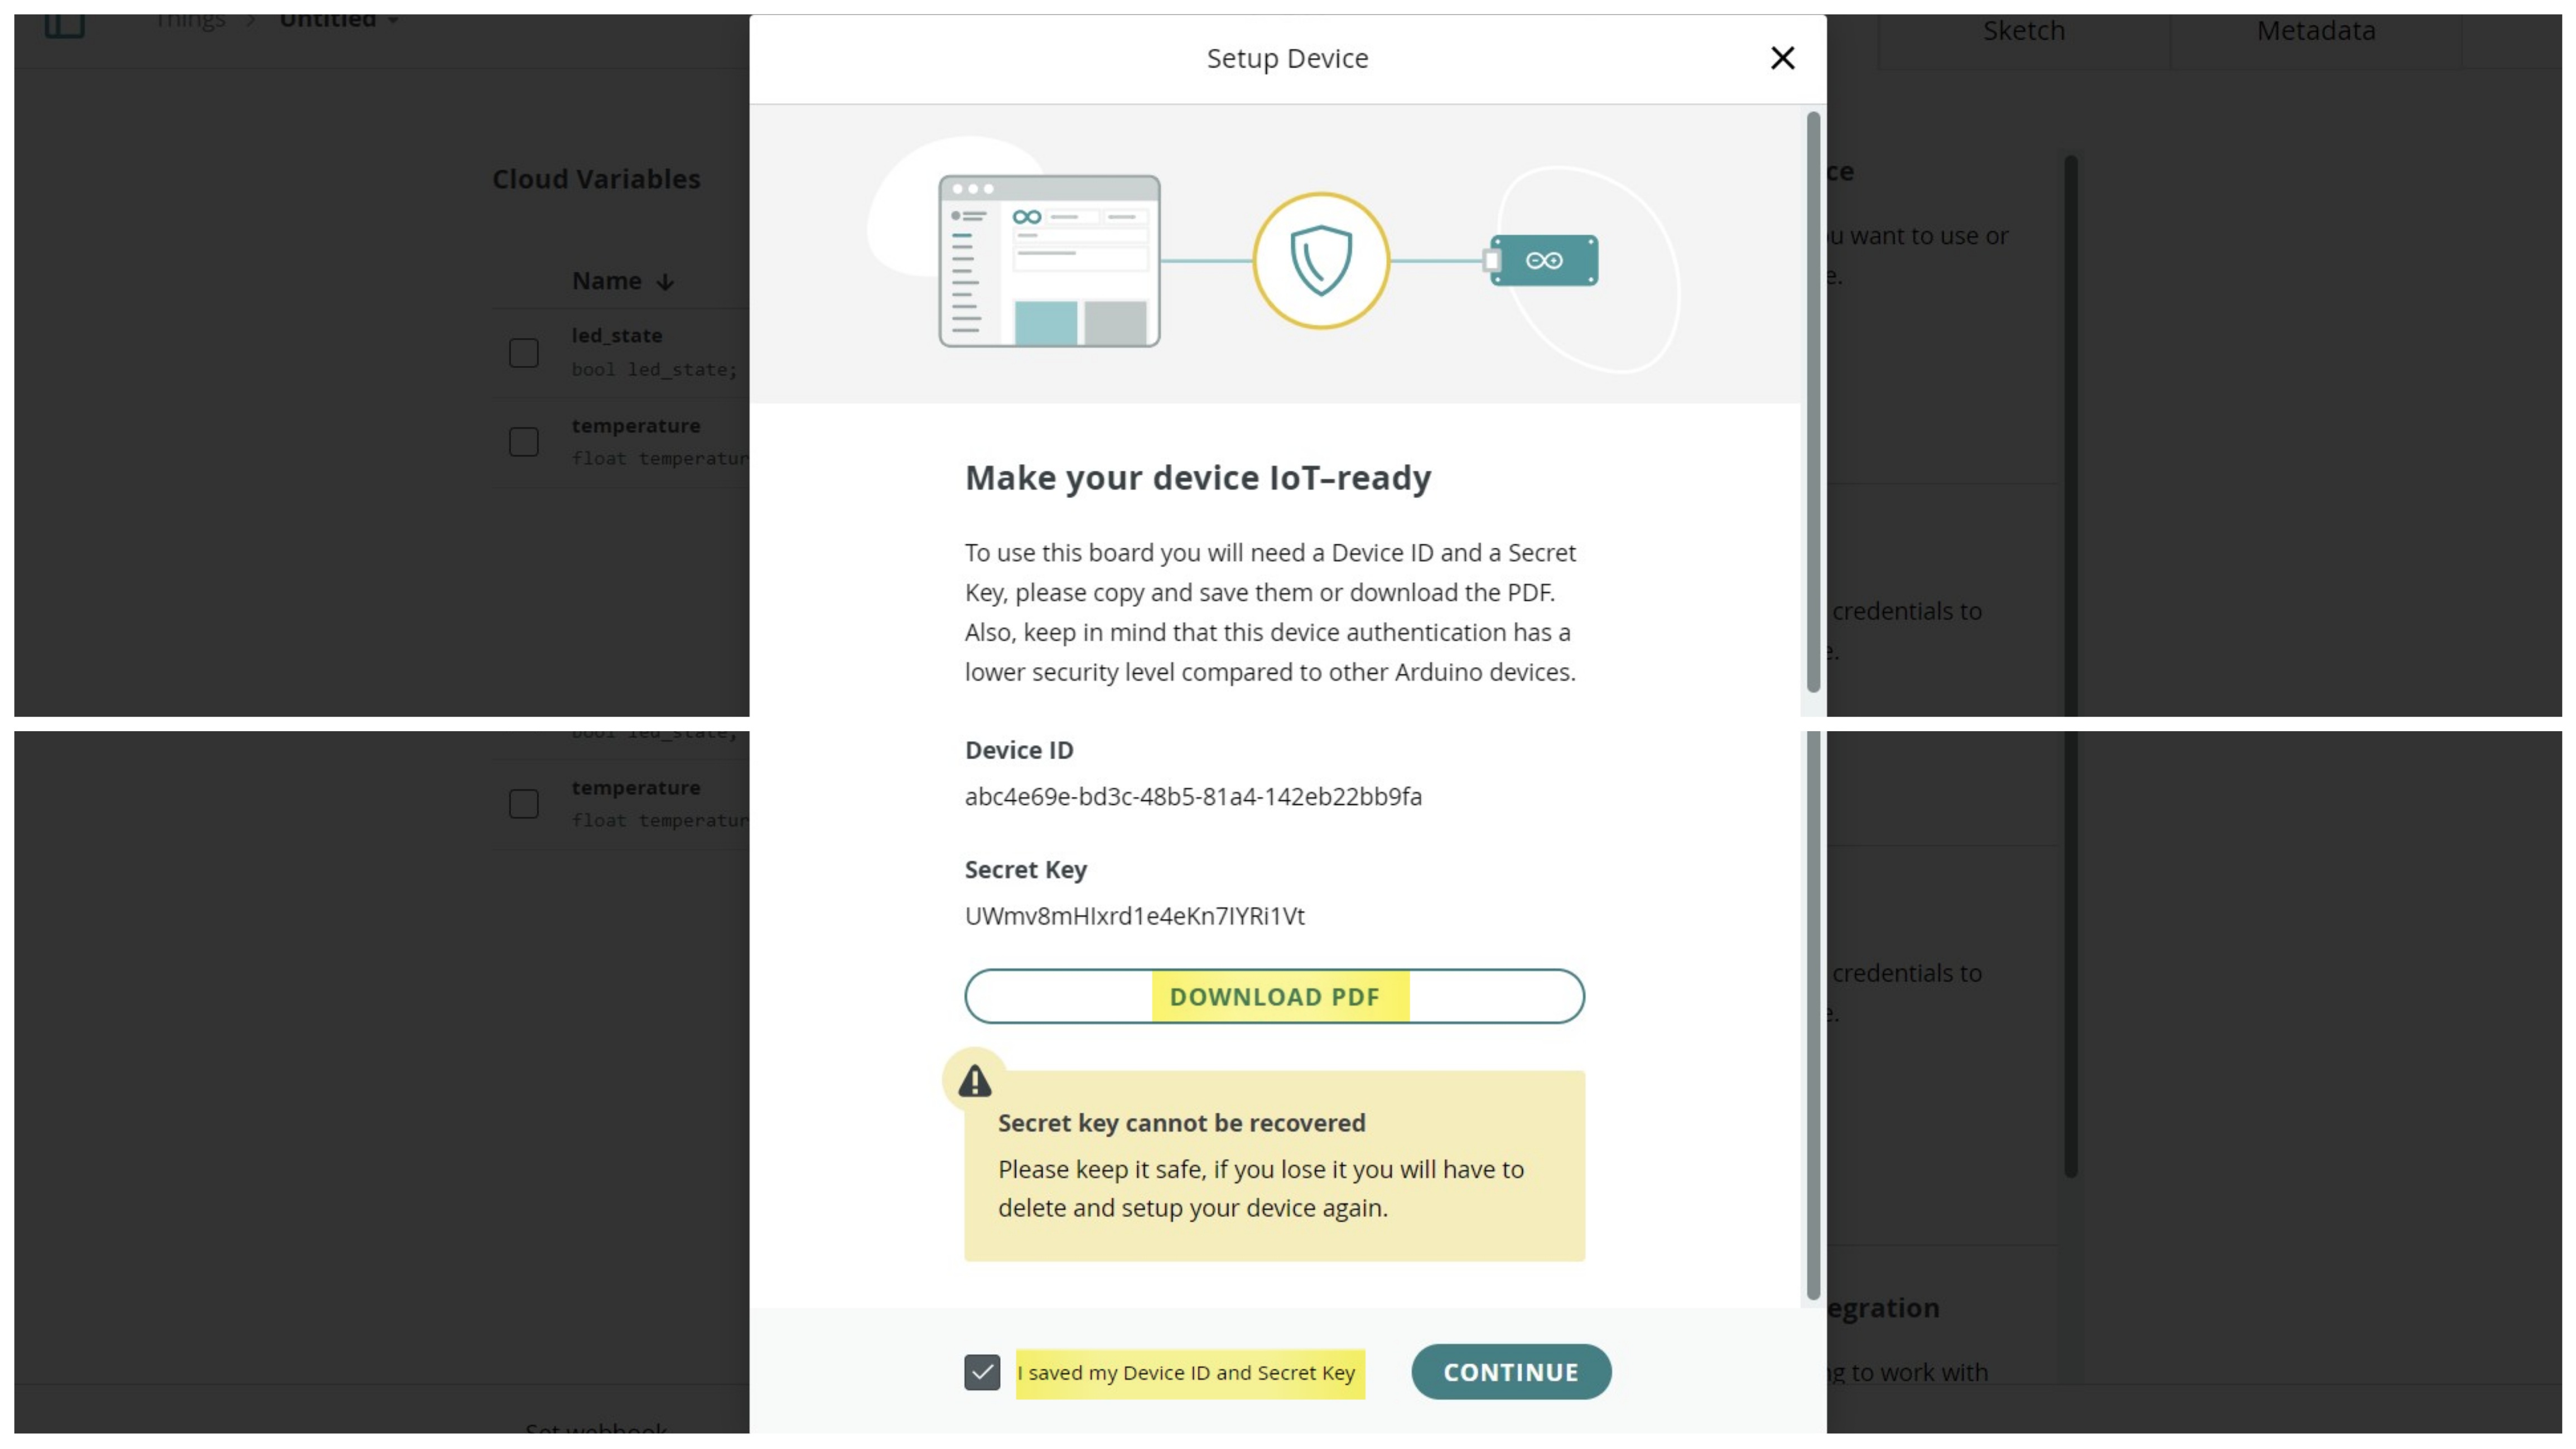 Things > Untitled
Setup Device
Sketch
Metadata
Cloud Variables
Name
led_state
bool led_state;
temperature
float temperatur
ce
u want to use or
e.
credentials to
e.
Make your device IoT–ready
To use this board you will need a Device ID and a Secret
Key, please copy and save them or download the PDF.
Also, keep in mind that this device authentication has a
lower security level compared to other Arduino devices.
bool led_state;
temperature
float temperatur
Device ID
abc4e69e-bd3c-48b5-81a4-142eb22bb9fa
Secret Key
UWmv8mHIxrd1e4eKn7IYRi1Vt
DOWNLOAD PDF
credentials to
e.
Secret key cannot be recovered
Please keep it safe, if you lose it you will have to
delete and setup your device again.
egration
ng to work with
I saved my Device ID and Secret Key
CONTINUE
Set webhook